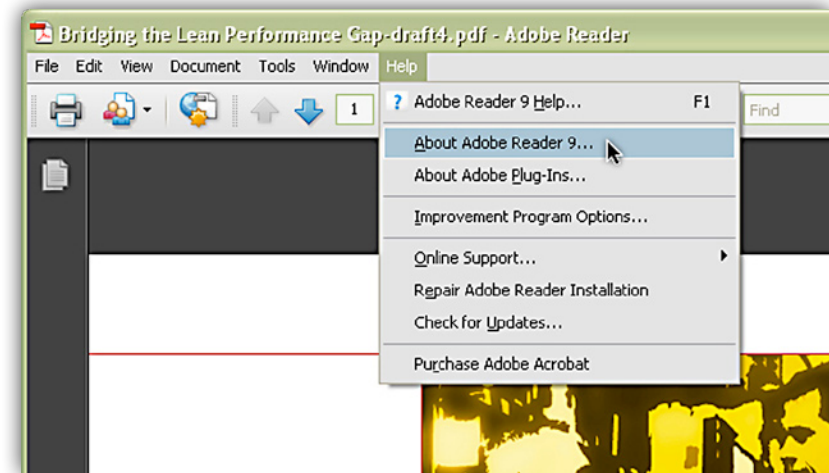 Bridging the Lean Performance Gap-draft4.pdf - Adobe Reader
File Edit View Document Tools Window Help
1
Find
? Adobe Reader 9 Help... F1
About Adobe Reader 9...
About Adobe Plug-Ins...
Improvement Program Options...
Online Support...
Repair Adobe Reader Installation
Check for Updates...
Purchase Adobe Acrobat